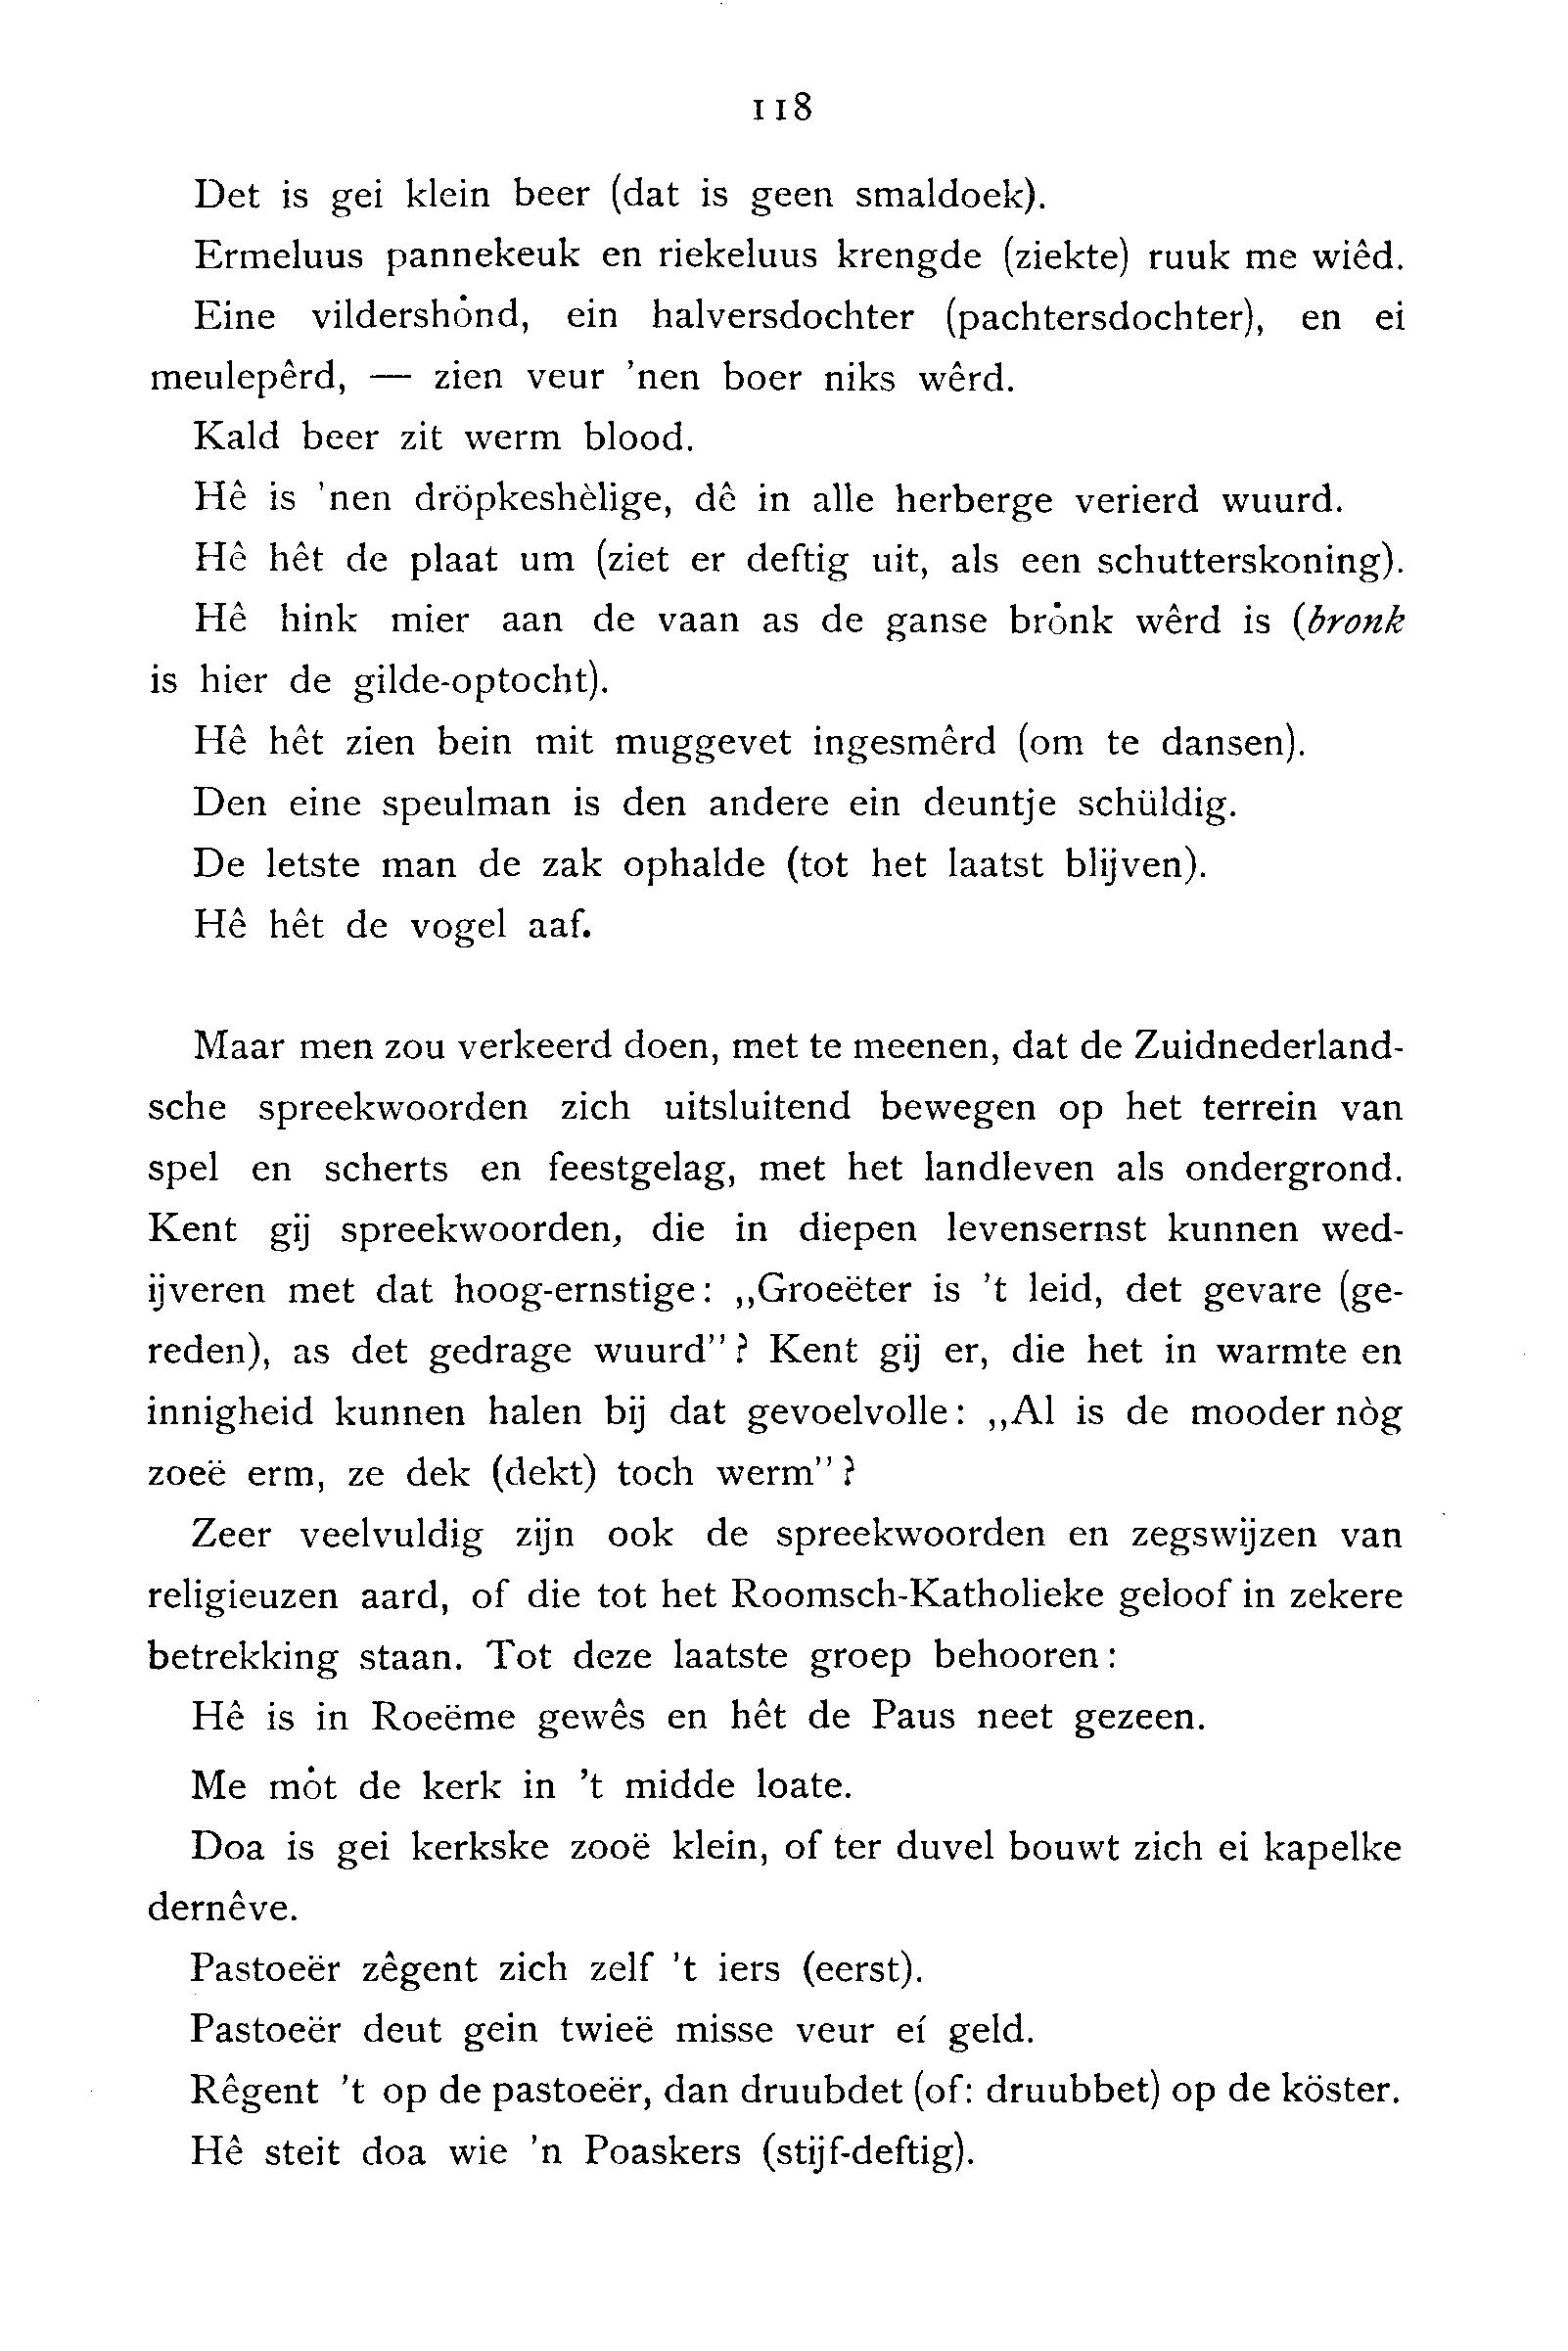 118
Det is gei klein beer (dat is geen smaldoek).
Ermeluus pannekeuk en riekeluus krengde (ziekte) ruuk me wiêd.
Eine vildershȯnd, ein halversdochter (pachtersdochter), en ei
meulepêrd, — zien veur ’nen boer niks wêrd.
Kald beer zit werm blood.
Hê is ’nen dröpkeshèlige, dê in alle herberge verierd wuurd.
Hê hêt de plaat um (ziet er deftig uit, als een schutterskoning).
Hê hink mier aan de vaan as de ganse brȯnk wêrd is (bronk
is hier de gilde-optocht).
Hê hêt zien bein mit muggevet ingesmêrd (om te dansen).
Den eine speulman is den andere ein deuntje schüldig.
De letste man de zak ophalde (tot het laatst blijven).
Hê hêt de vogel aaf.
Maar men zou verkeerd doen, met te meenen, dat de Zuidnederland-
sche spreekwoorden zich uitsluitend bewegen op het terrein van
spel en scherts en feestgelag, met het landleven als ondergrond.
Kent gij spreekwoorden, die in diepen levensernst kunnen wed-
ijveren met dat hoog-ernstige: „Groeëter is ’t leid, det gevare (ge-
reden), as det gedrage wuurd”? Kent gij er, die het in warmte en
innigheid kunnen halen bij dat gevoelvolle: „Al is de mooder nòg
zoeë erm, ze dek (dekt) toch werm”?
Zeer veelvuldig zijn ook de spreekwoorden en zegswijzen van
religieuzen aard, of die tot het Roomsch-Katholieke geloof in zekere
betrekking staan. Tot deze laatste groep behooren:
Hê is in Roeëme gewês en hêt de Paus neet gezeen.
Me mȯt de kerk in ’t midde loate.
Doa is gei kerkske zooë klein, of ter duvel bouwt zich ei kapelke
dernêve.
Pastoeër zêgent zich zelf ’t iers (eerst).
Pastoeër deut gein twieë misse veur eí geld.
Rêgent ’t op de pastoeër, dan druubdet (of: druubbet) op de köster.
Hê steit doa wie ’n Poaskers (stijf-deftig).